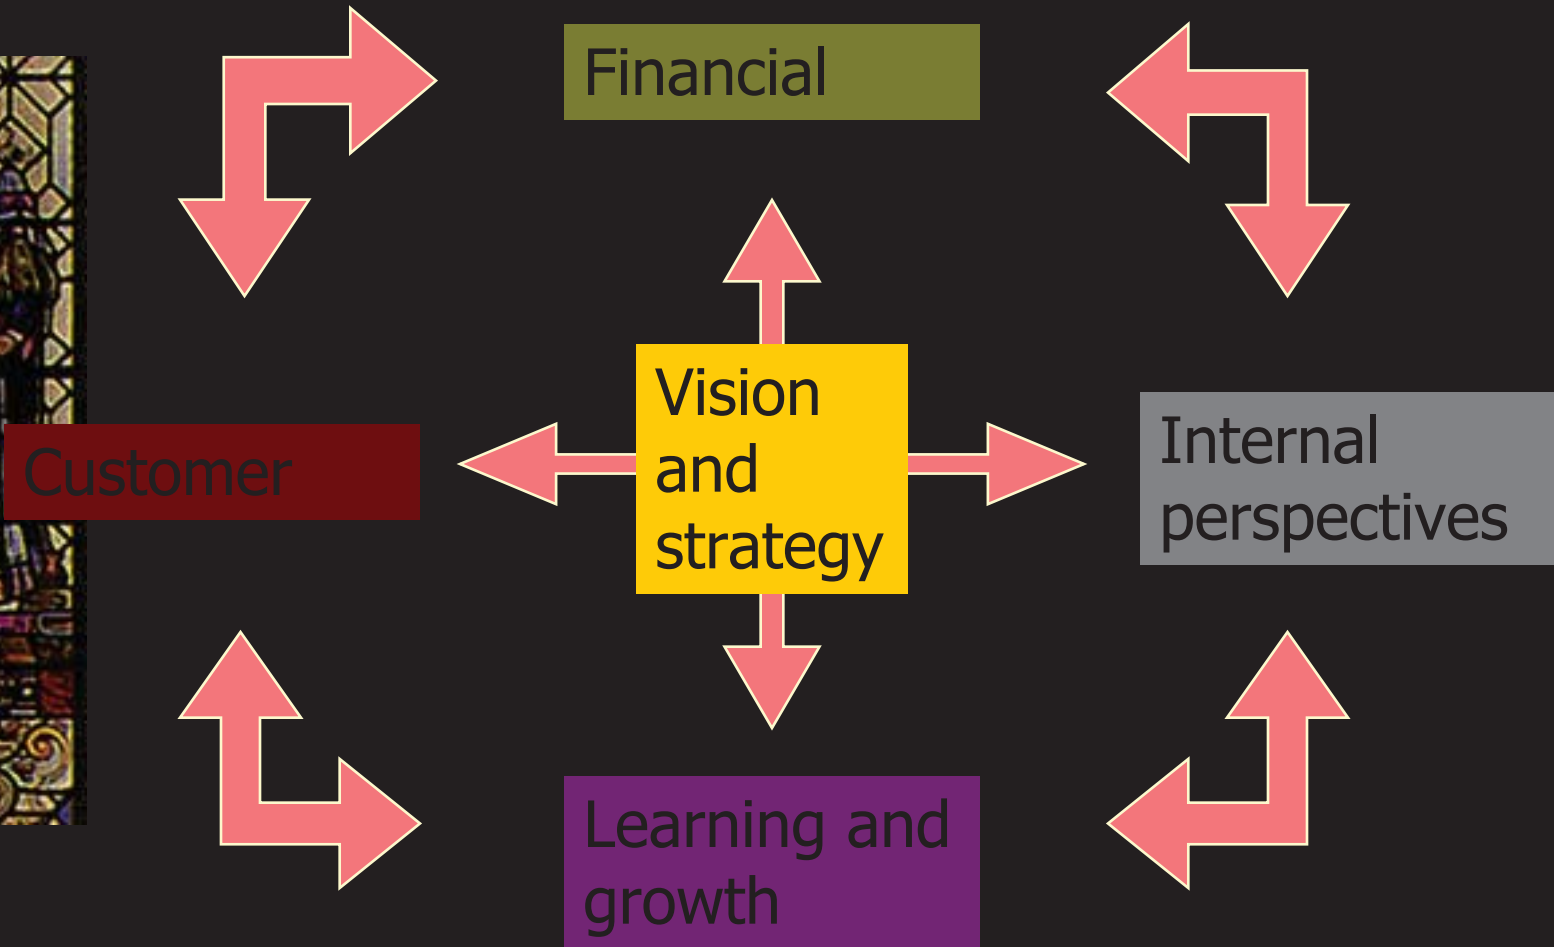 Financial
Vision
and
strategy
Customer
Internal
perspectives
Learning and
growth